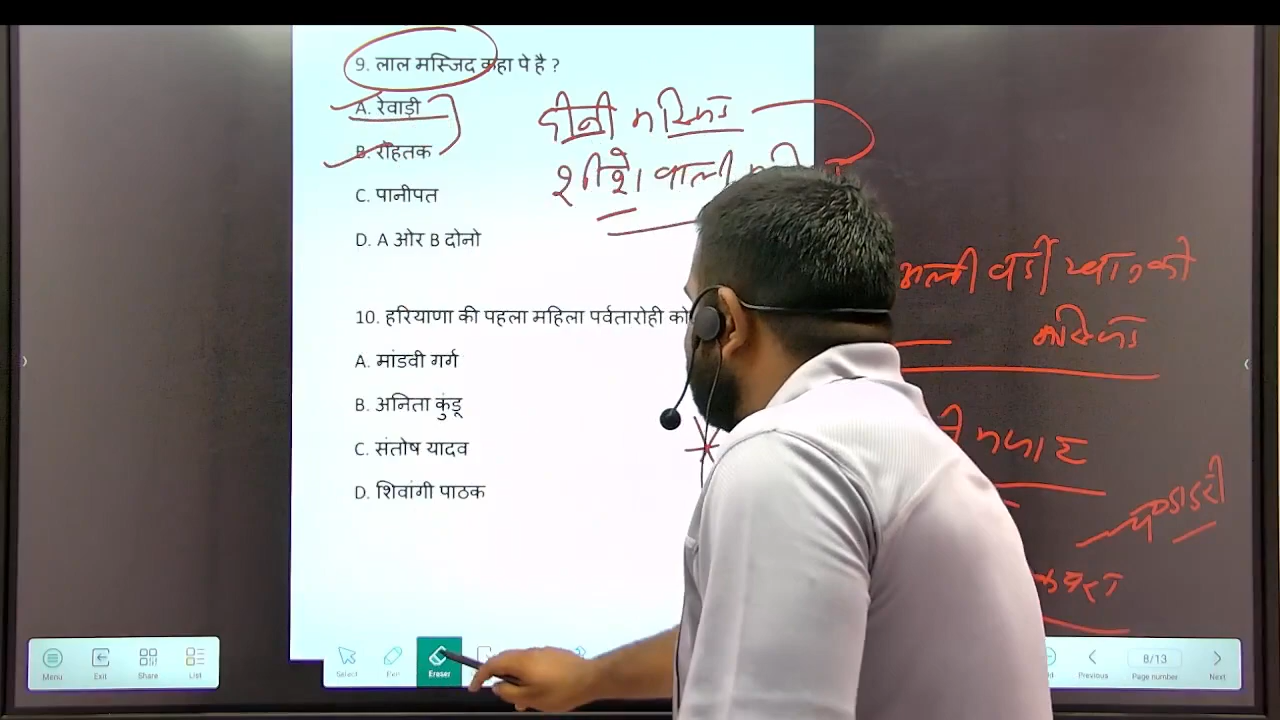 9. लाल मस्जिद कहा पे है ?
A. रेवाड़ी
B. रोहतक
C. पानीपत
D. A ओर B दोनो
दीनी मस्जिद
शीशे वाली
10. हरियाणा की पहला महिला पर्वतारोही को
A. मांडवी गर्ग
B. अनिता कुंडू
C. संतोष यादव
D. शिवांगी पाठक
मस्जिद
Menu
Exit
Share
List
Select
Pen
Eraser
Previous
8/13
Page number
Next